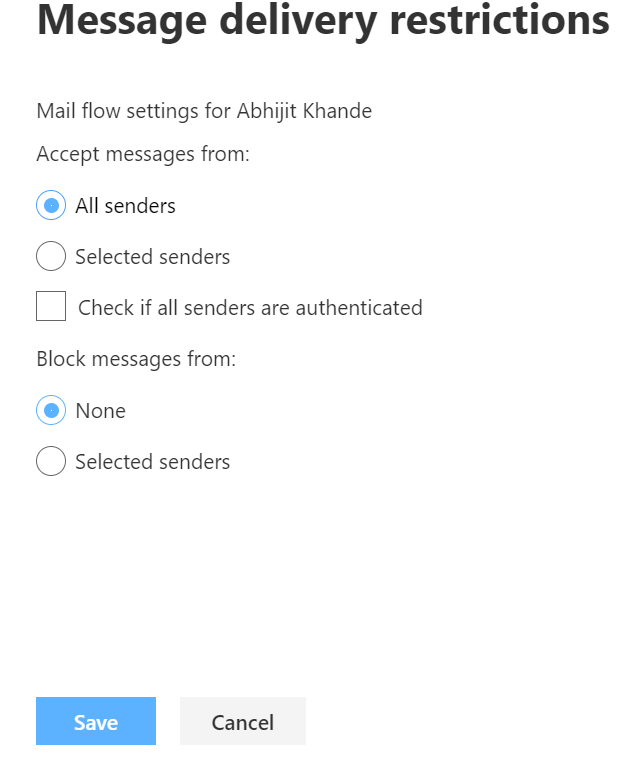 Message delivery restrictions
Mail flow settings for Abhijit Khande
Accept messages from:
All senders
Selected senders
Check if all senders are authenticated
Block messages from:
None
Selected senders
Save
Cancel